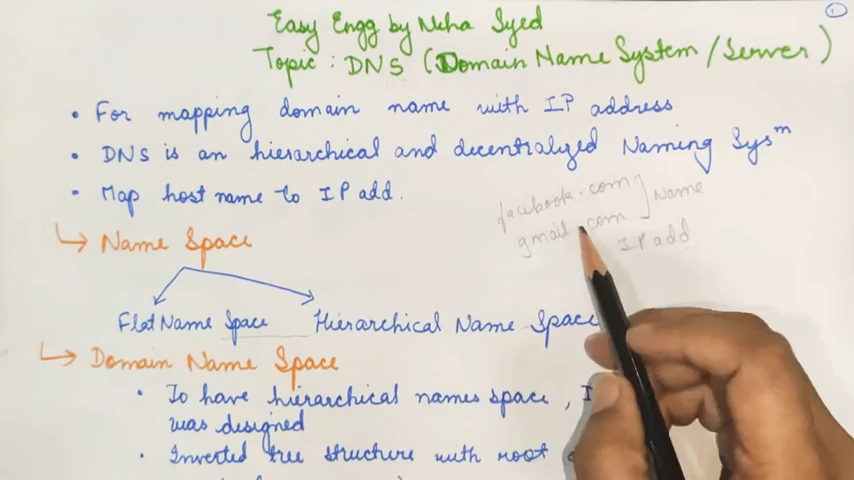 1
Easy Engg by Neha Syed
Topic : DNS (Domain Name System / Server)
• For mapping domain name with IP address
• DNS is an hierarchical and decentralized Naming Sysm
• Map host name to IP add.
facebook.com ] Name
gmail.com
IP add
↳ Name Space
Flat Name Space Hierarchical Name Space
↳ Domain Name Space
• To have hierarchical names space,
was designed
• Inverted tree structure with root